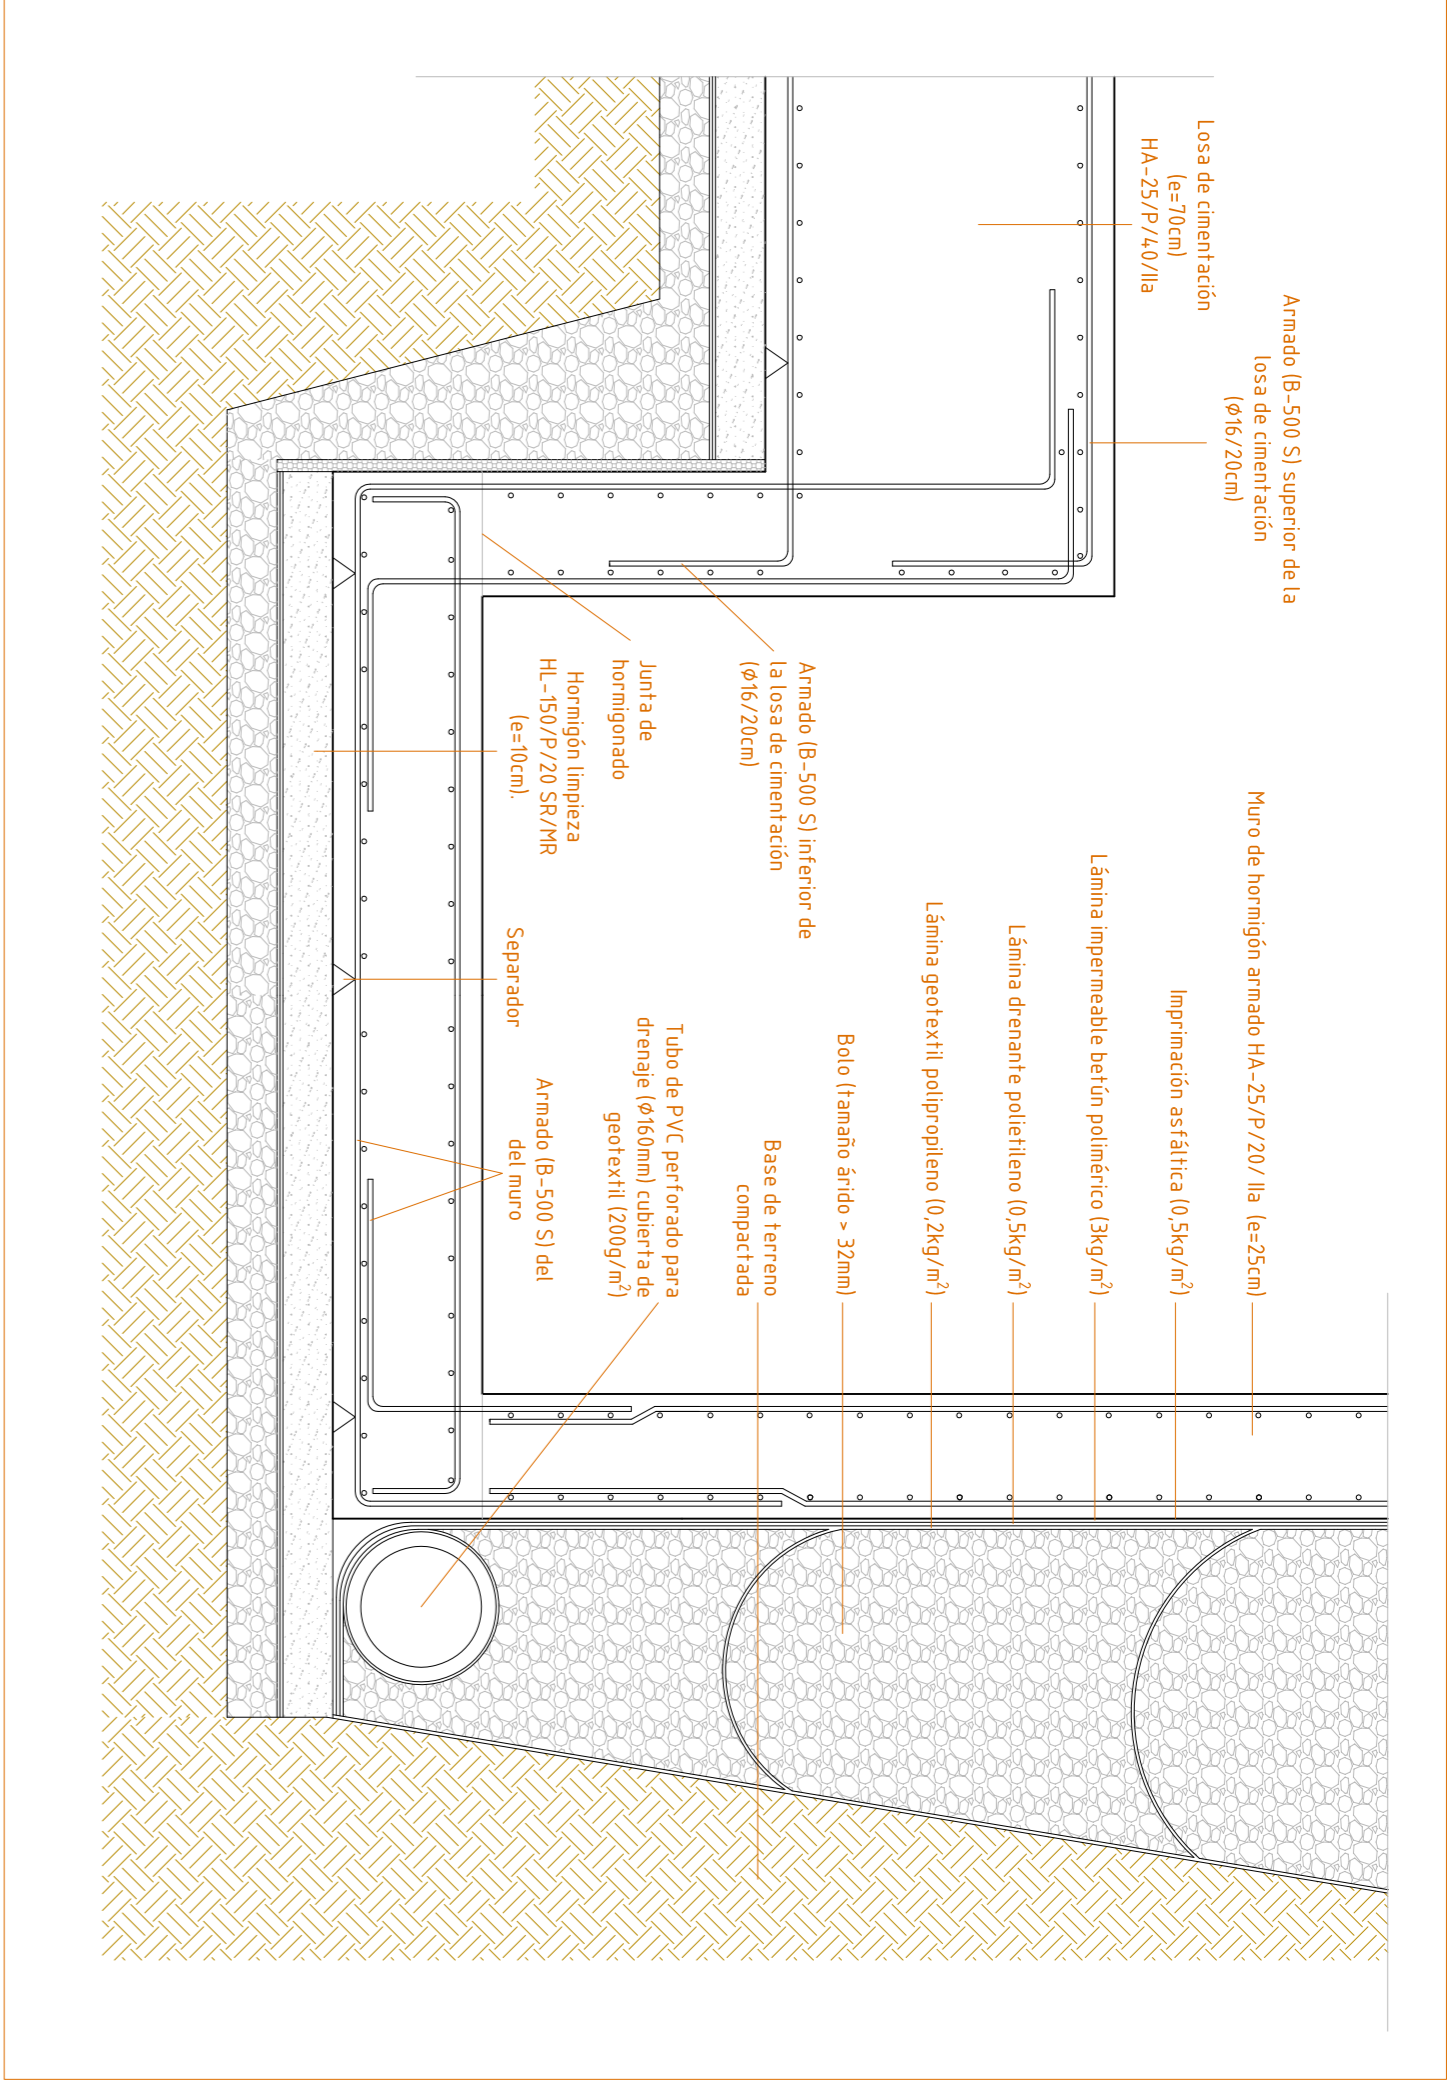 Losa de cimentación
(e=70cm)
HA-25/P/40/IIa
Armado (B-500 S) superior de la
losa de cimentación
(ϕ16/20cm)
Armado (B-500 S) inferior de
la losa de cimentación
(ϕ16/20cm)
Junta de
hormigonado
Hormigón limpieza
HL-150/P/20 SR/MR
(e=10cm).
Separador
Armado (B-500 S) del
del muro
Muro de hormigón armado HA-25/P/20/ IIa (e=25cm)
Imprimación asfáltica (0,5kg/m²)
Lámina impermeable betún polimérico (3kg/m²)
Lámina drenante polietileno (0,5kg/m²)
Lámina geotextil polipropileno (0,2kg/m²)
Bolo (tamaño árido > 32mm)
Base de terreno
compactada
Tubo de PVC perforado para
drenaje (ϕ160mm) cubierta de
geotextil (200g/m²)